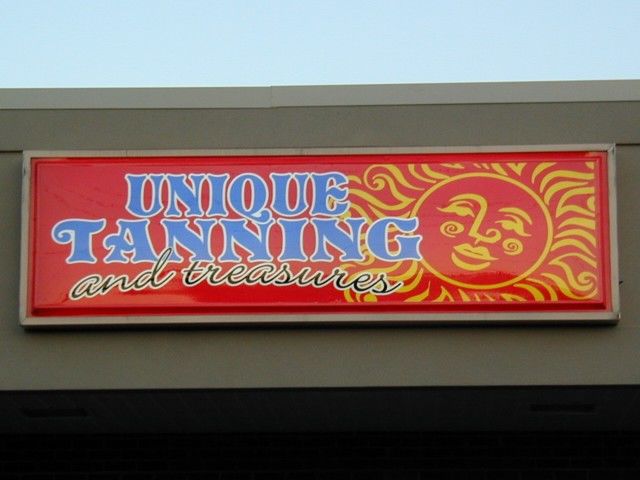 UNIQUE
TANNING
and treasures